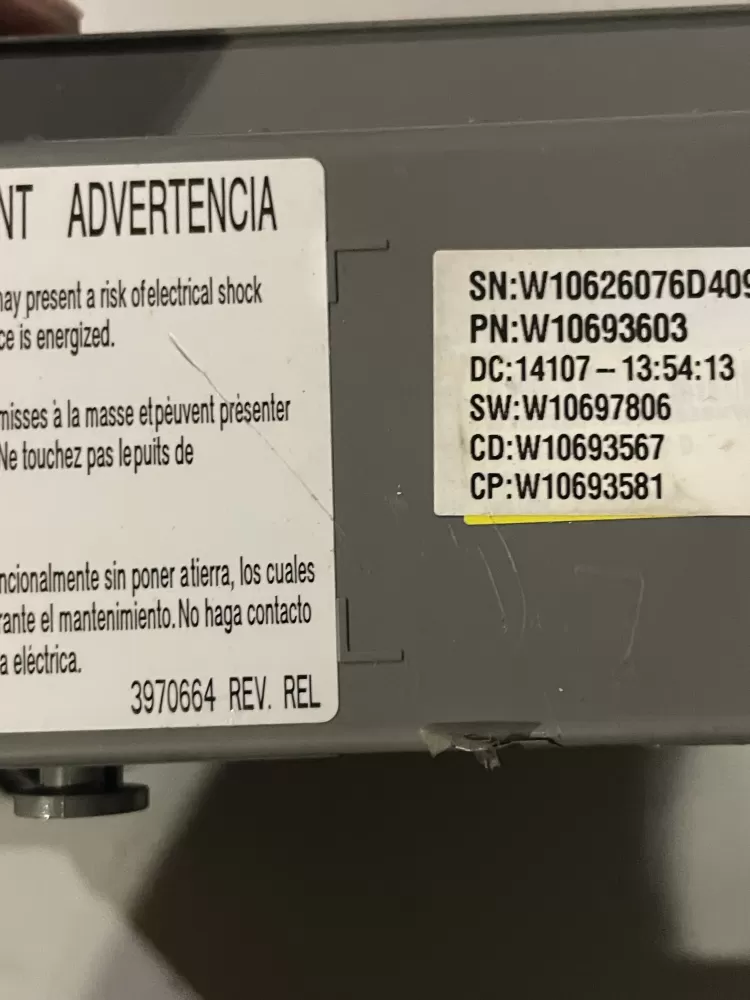 NT ADVERTENCIA
may present a risk of electrical shock
ce is energized.
misses à la masse et pèuvent présenter
Ne touchez pas le puits de
ncionalmente sin poner a tierra, los cuales
rante el mantenimiento. No haga contacto
a eléctrica.
3970664 REV. REL
SN:W10626076D409
PN:W10693603
DC:14107 – 13:54:13
SW:W10697806
CD:W10693567
CP:W10693581